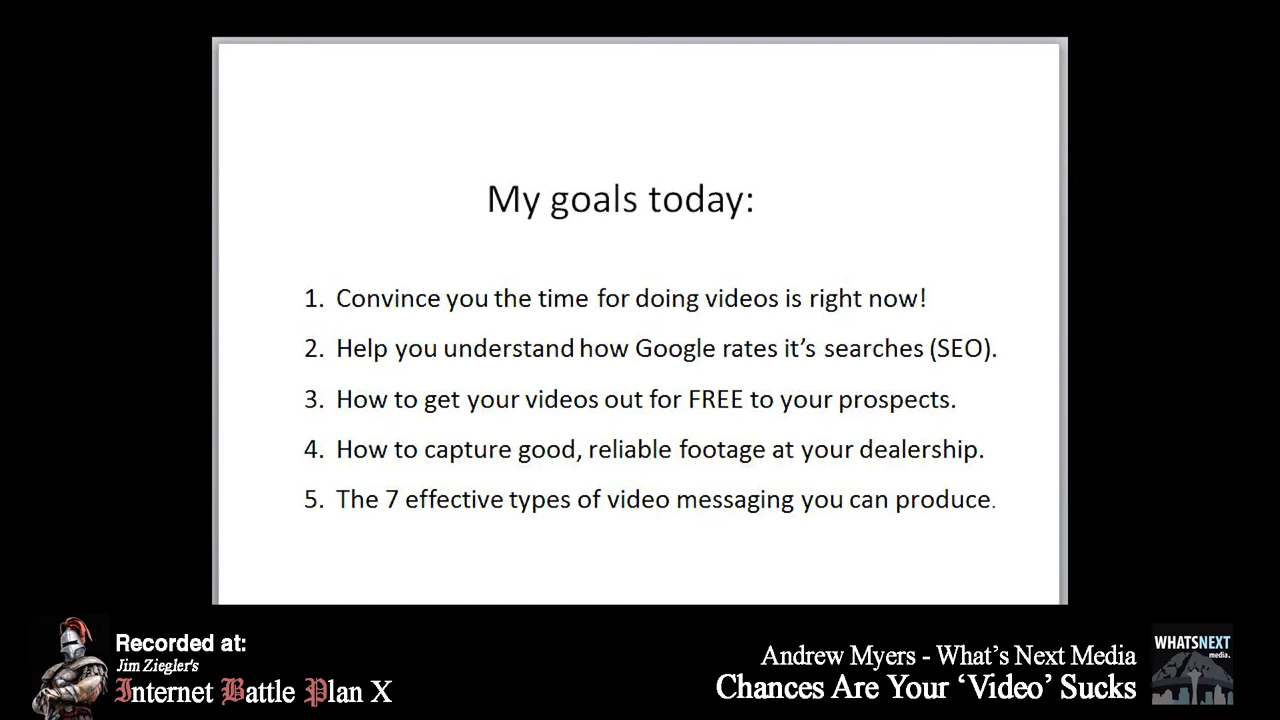 My goals today:
1. Convince you the time for doing videos is right now!
2. Help you understand how Google rates it's searches (SEO).
3. How to get your videos out for FREE to your prospects.
4. How to capture good, reliable footage at your dealership.
5. The 7 effective types of video messaging you can produce.
Recorded at:
Jim Ziegler's
Internet Battle Plan X
Andrew Myers - What's Next Media
Chances Are Your ‘Video’ Sucks
WHATSNEXT
media.